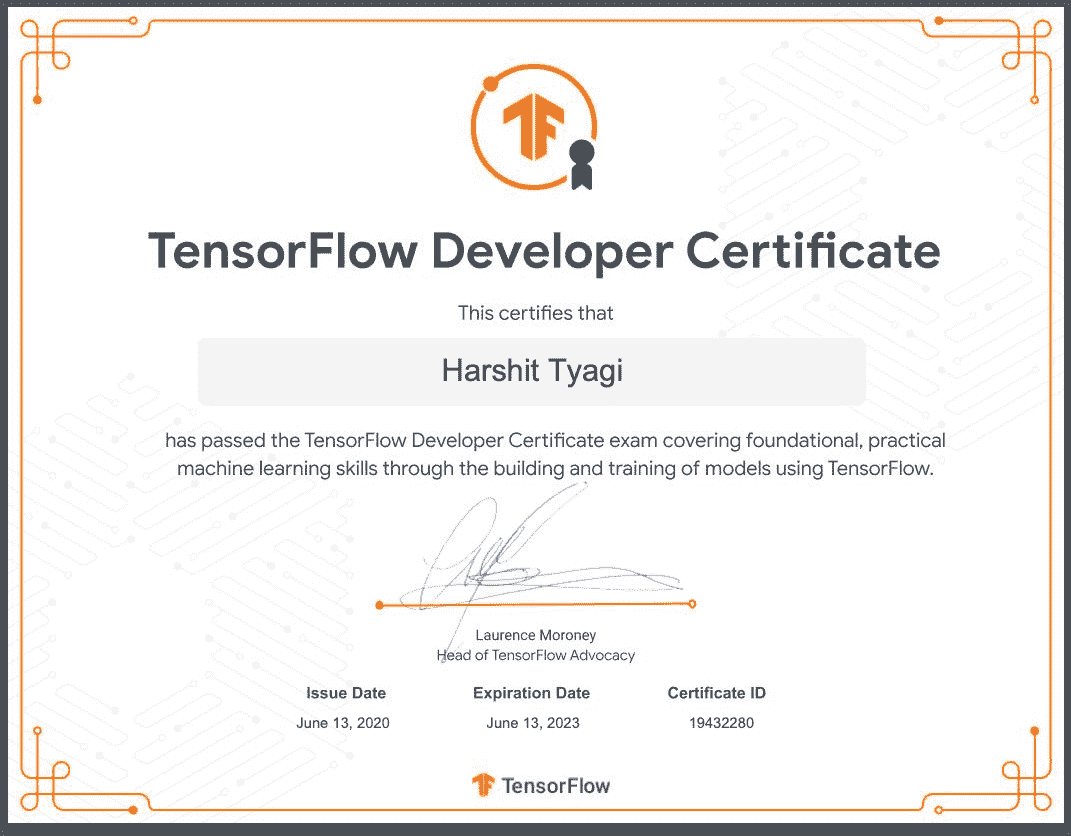 TensorFlow Developer Certificate
This certifies that
Harshit Tyagi
has passed the TensorFlow Developer Certificate exam covering foundational, practical
machine learning skills through the building and training of models using TensorFlow.
Laurence Moroney
Head of TensorFlow Advocacy
Issue Date Expiration Date Certificate ID
June 13, 2020 June 13, 2023 19432280
TensorFlow